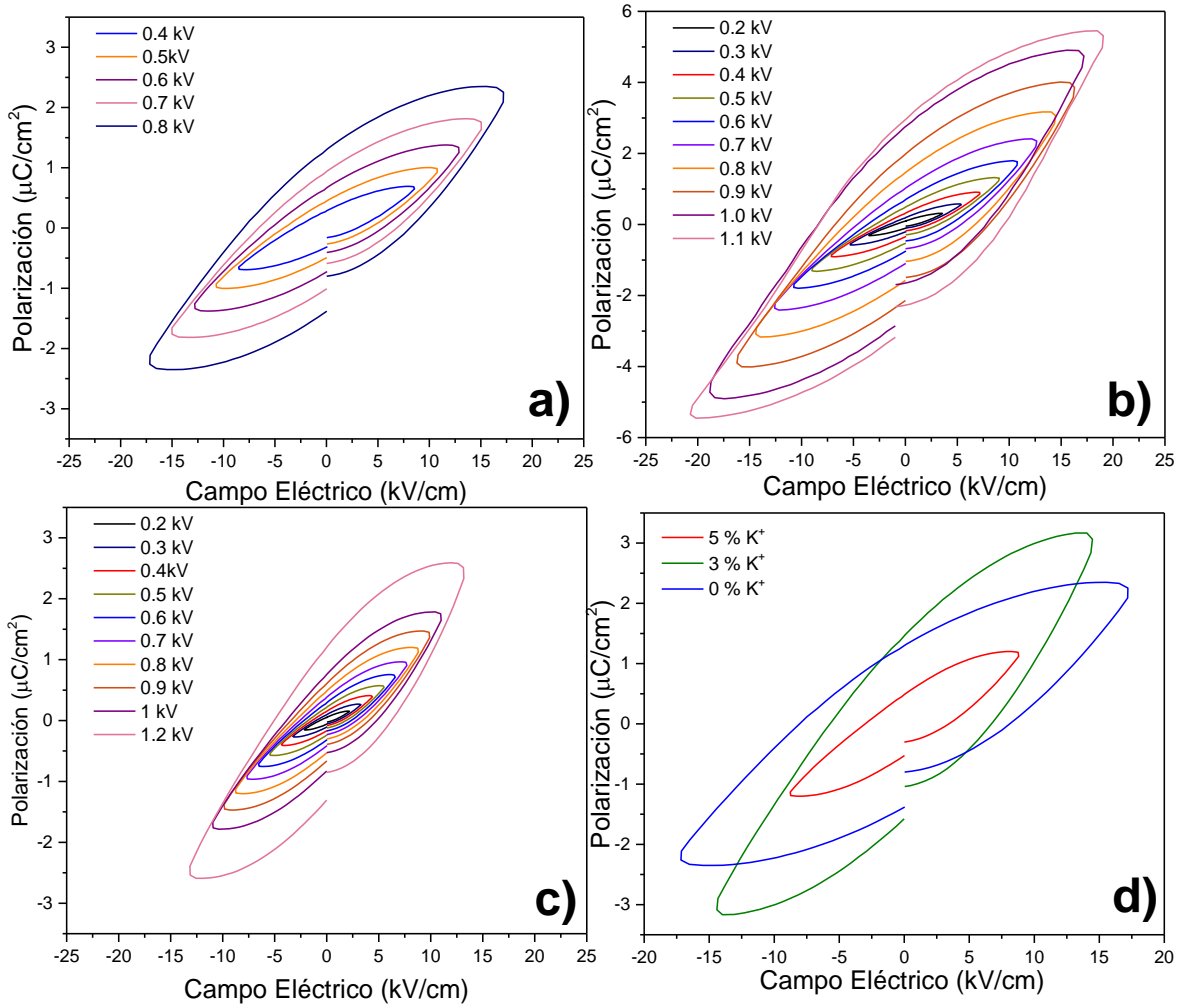 0.4 kV
0.5kV
0.6 kV
0.7 kV
0.8 kV
3
2
1
0
-1
-2
-3
-25 -20 -15 -10 -5 0 5 10 15 20 25
Polarización (μC/cm²)
Campo Eléctrico (kV/cm)
a)
0.2 kV
0.3 kV
0.4 kV
0.5 kV
0.6 kV
0.7 kV
0.8 kV
0.9 kV
1.0 kV
1.1 kV
6
4
2
0
-2
-4
-6
-25 -20 -15 -10 -5 0 5 10 15 20 25
Polarización (μC/cm²)
Campo Eléctrico (kV/cm)
b)
0.2 kV
0.3 kV
0.4kV
0.5 kV
0.6 kV
0.7 kV
0.8 kV
0.9 kV
1 kV
1.2 kV
3
2
1
0
-1
-2
-3
-25 -20 -15 -10 -5 0 5 10 15 20 25
Polarización (μC/cm²)
Campo Eléctrico (kV/cm)
c)
5 % K⁺
3 % K⁺
0 % K⁺
3
2
1
0
-1
-2
-3
-20 -15 -10 -5 0 5 10 15 20
Polarización (μC/cm²)
Campo Eléctrico (kV/cm)
d)